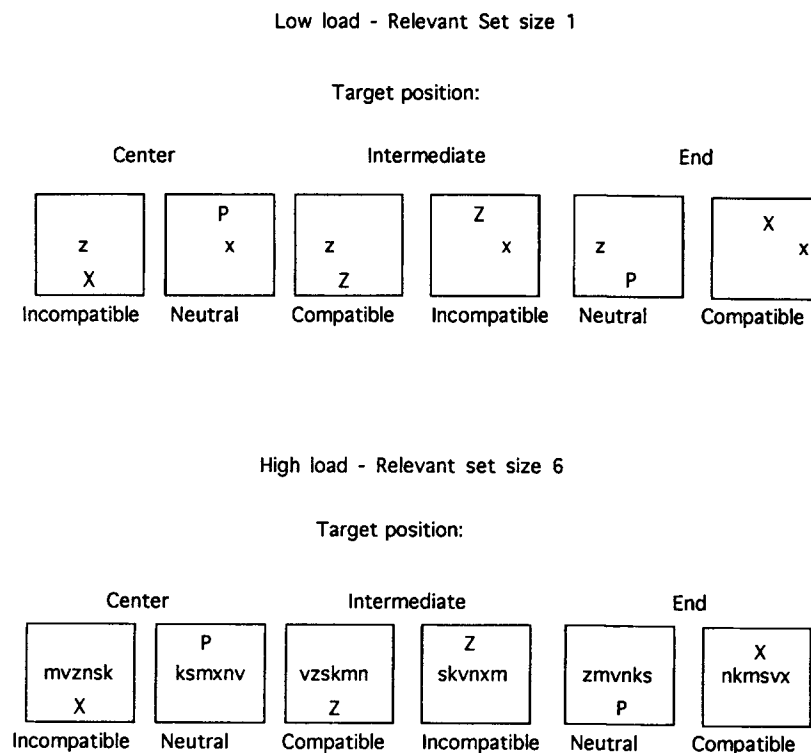 Low load - Relevant Set size 1
Target position:
Center Intermediate End
P Z X
z x z x z x
X Z P
Incompatible Neutral Compatible Incompatible Neutral Compatible
High load - Relevant set size 6
Target position:
Center Intermediate End
P Z X
mvznsk ksmxnv vzskmn skvnxm zmvnks nkmsvx
X Z P
Incompatible Neutral Compatible Incompatible Neutral Compatible